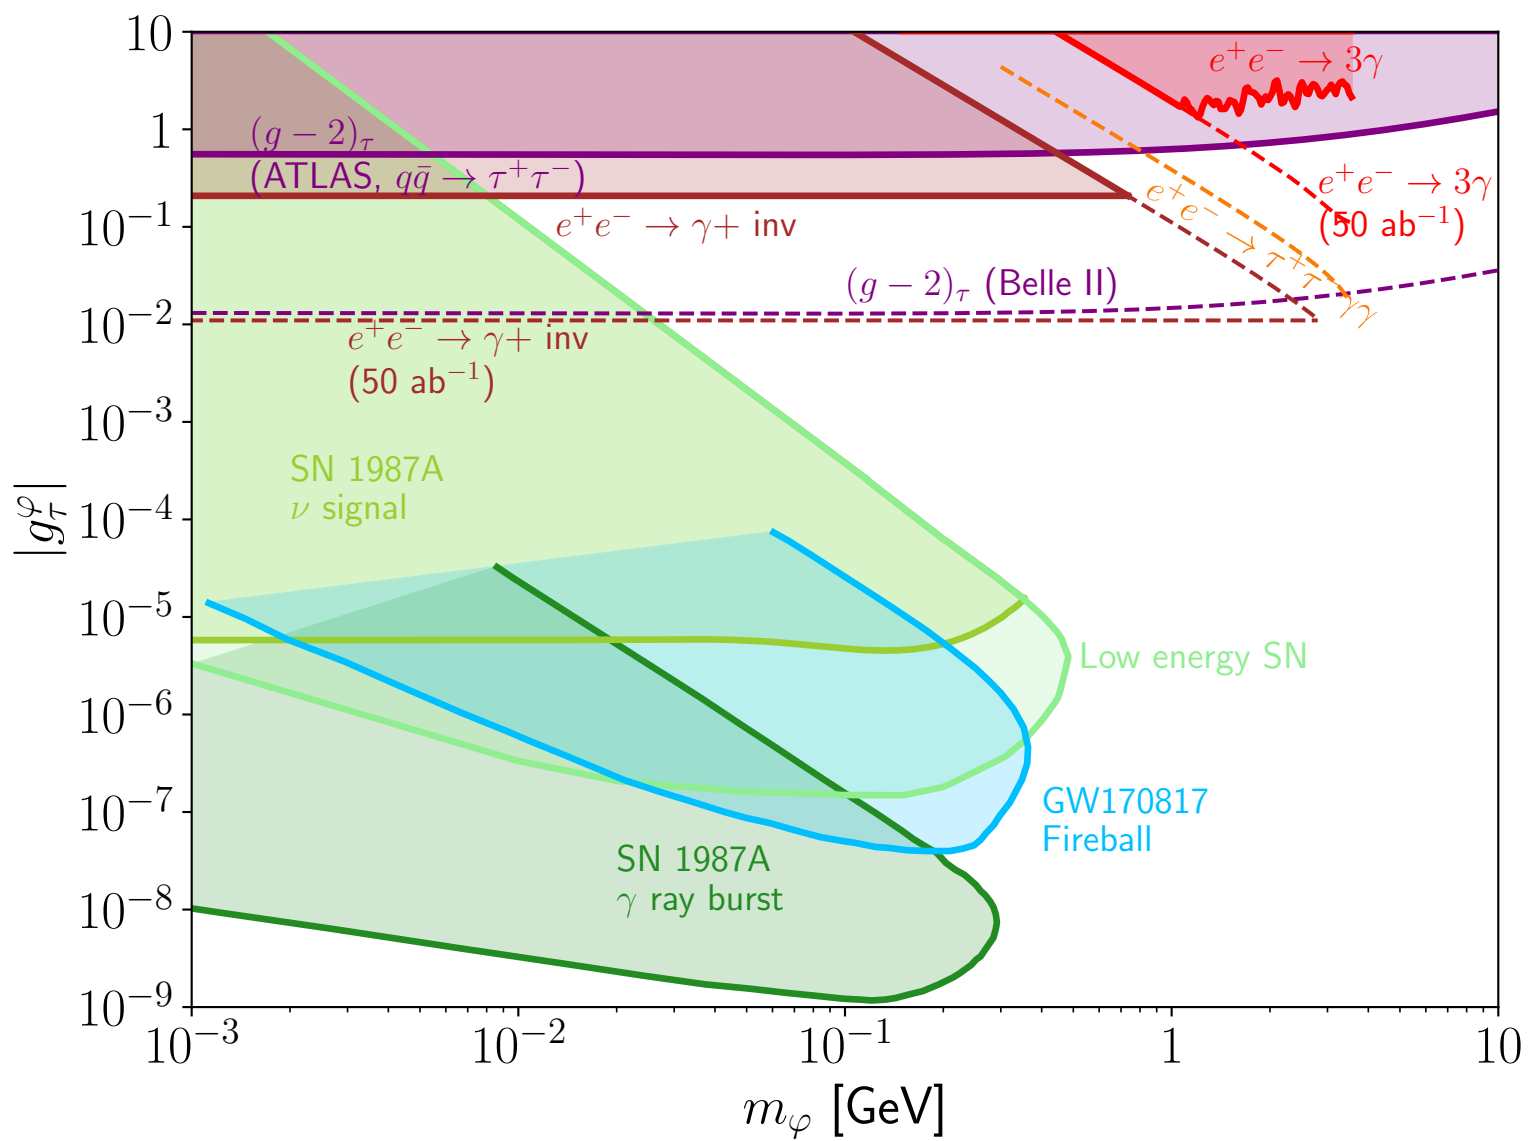 10
1
10⁻¹
10⁻²
10⁻³
10⁻⁴
10⁻⁵
10⁻⁶
10⁻⁷
10⁻⁸
10⁻⁹
|g_τ^φ|
(g − 2)_τ
(ATLAS, qq̄ → τ⁺τ⁻)
e⁺e⁻ → γ+ inv
e⁺e⁻ → 3γ
e⁺e⁻ → 3γ
(50 ab⁻¹)
e⁺e⁻ → τ⁺τ⁻γγ
(g − 2)_τ (Belle II)
e⁺e⁻ → γ+ inv
(50 ab⁻¹)
SN 1987A
ν signal
Low energy SN
GW170817
Fireball
SN 1987A
γ ray burst
10⁻³
10⁻²
10⁻¹
1
10
m_φ [GeV]